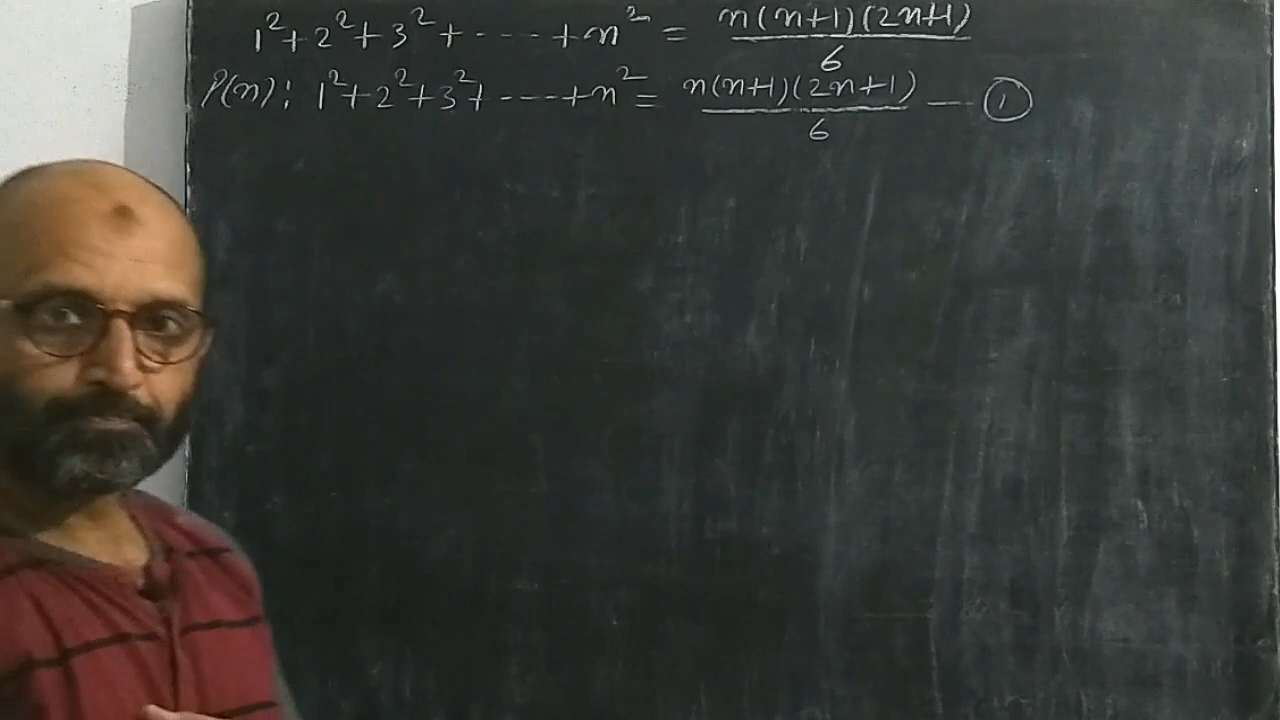 1²+2²+3²+-----+n² = n(n+1)(2n+1)/6
P(n): 1²+2²+3²+-----+n² = n(n+1)(2n+1)/6 — ①